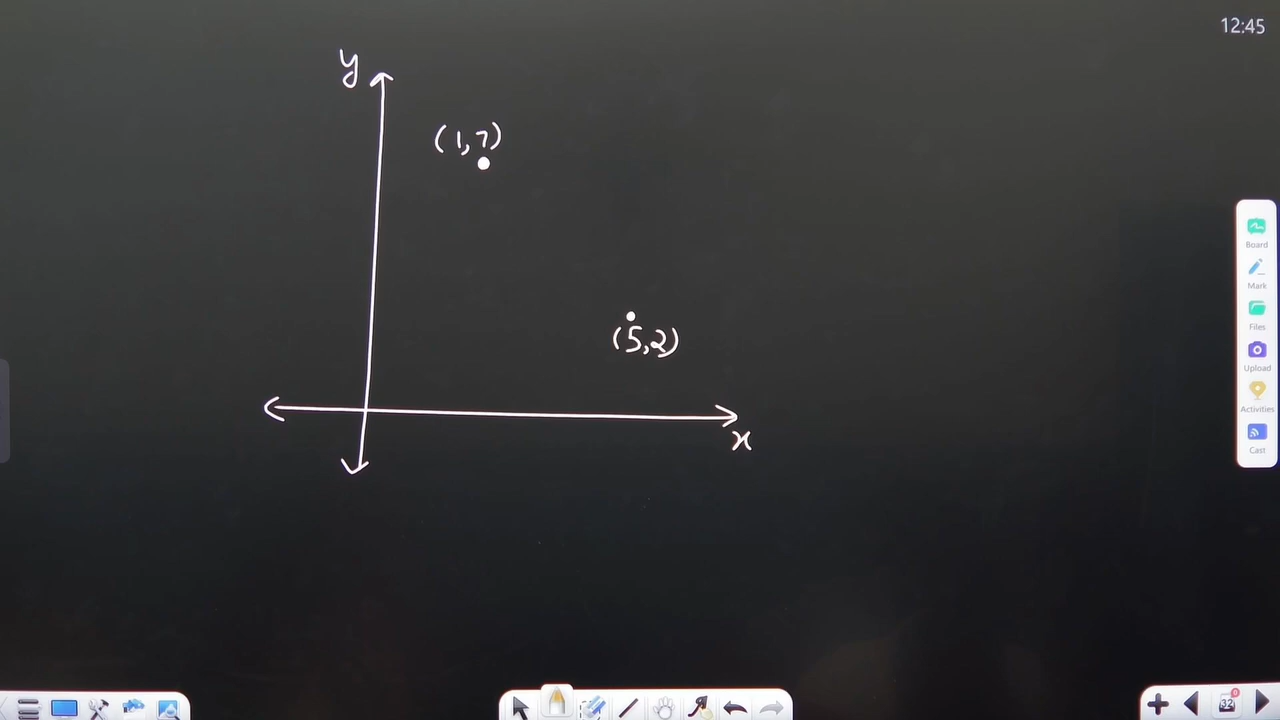 12:45
y
(1,7)
(5,2)
x
Board
Mark
Files
Upload
Activities
Cast
32